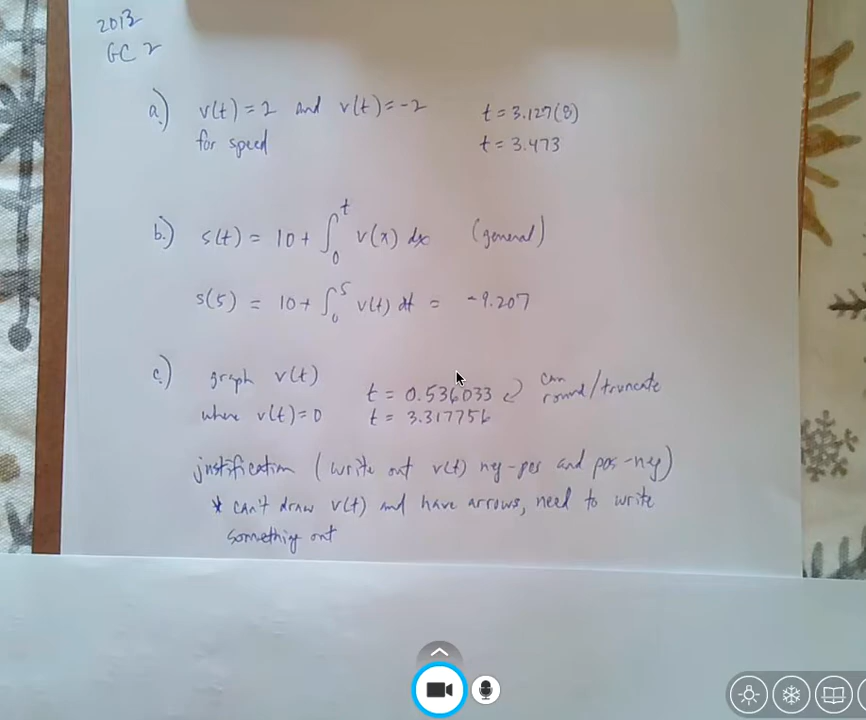 2013
GC 2
a.) v(t) = 2 and v(t) = -2 t = 3.127(8)
for speed t = 3.473
b.) s(t) = 10 + ∫₀ᵗ v(x) dx (general)
s(5) = 10 + ∫₀⁵ v(t) dt = -9.207
c.) graph v(t) t = 0.536033 can round/truncate
where v(t) = 0 t = 3.317756
justification (write out v(t) neg-pos and pos-neg)
* can't draw v(t) and have arrows, need to write
something out